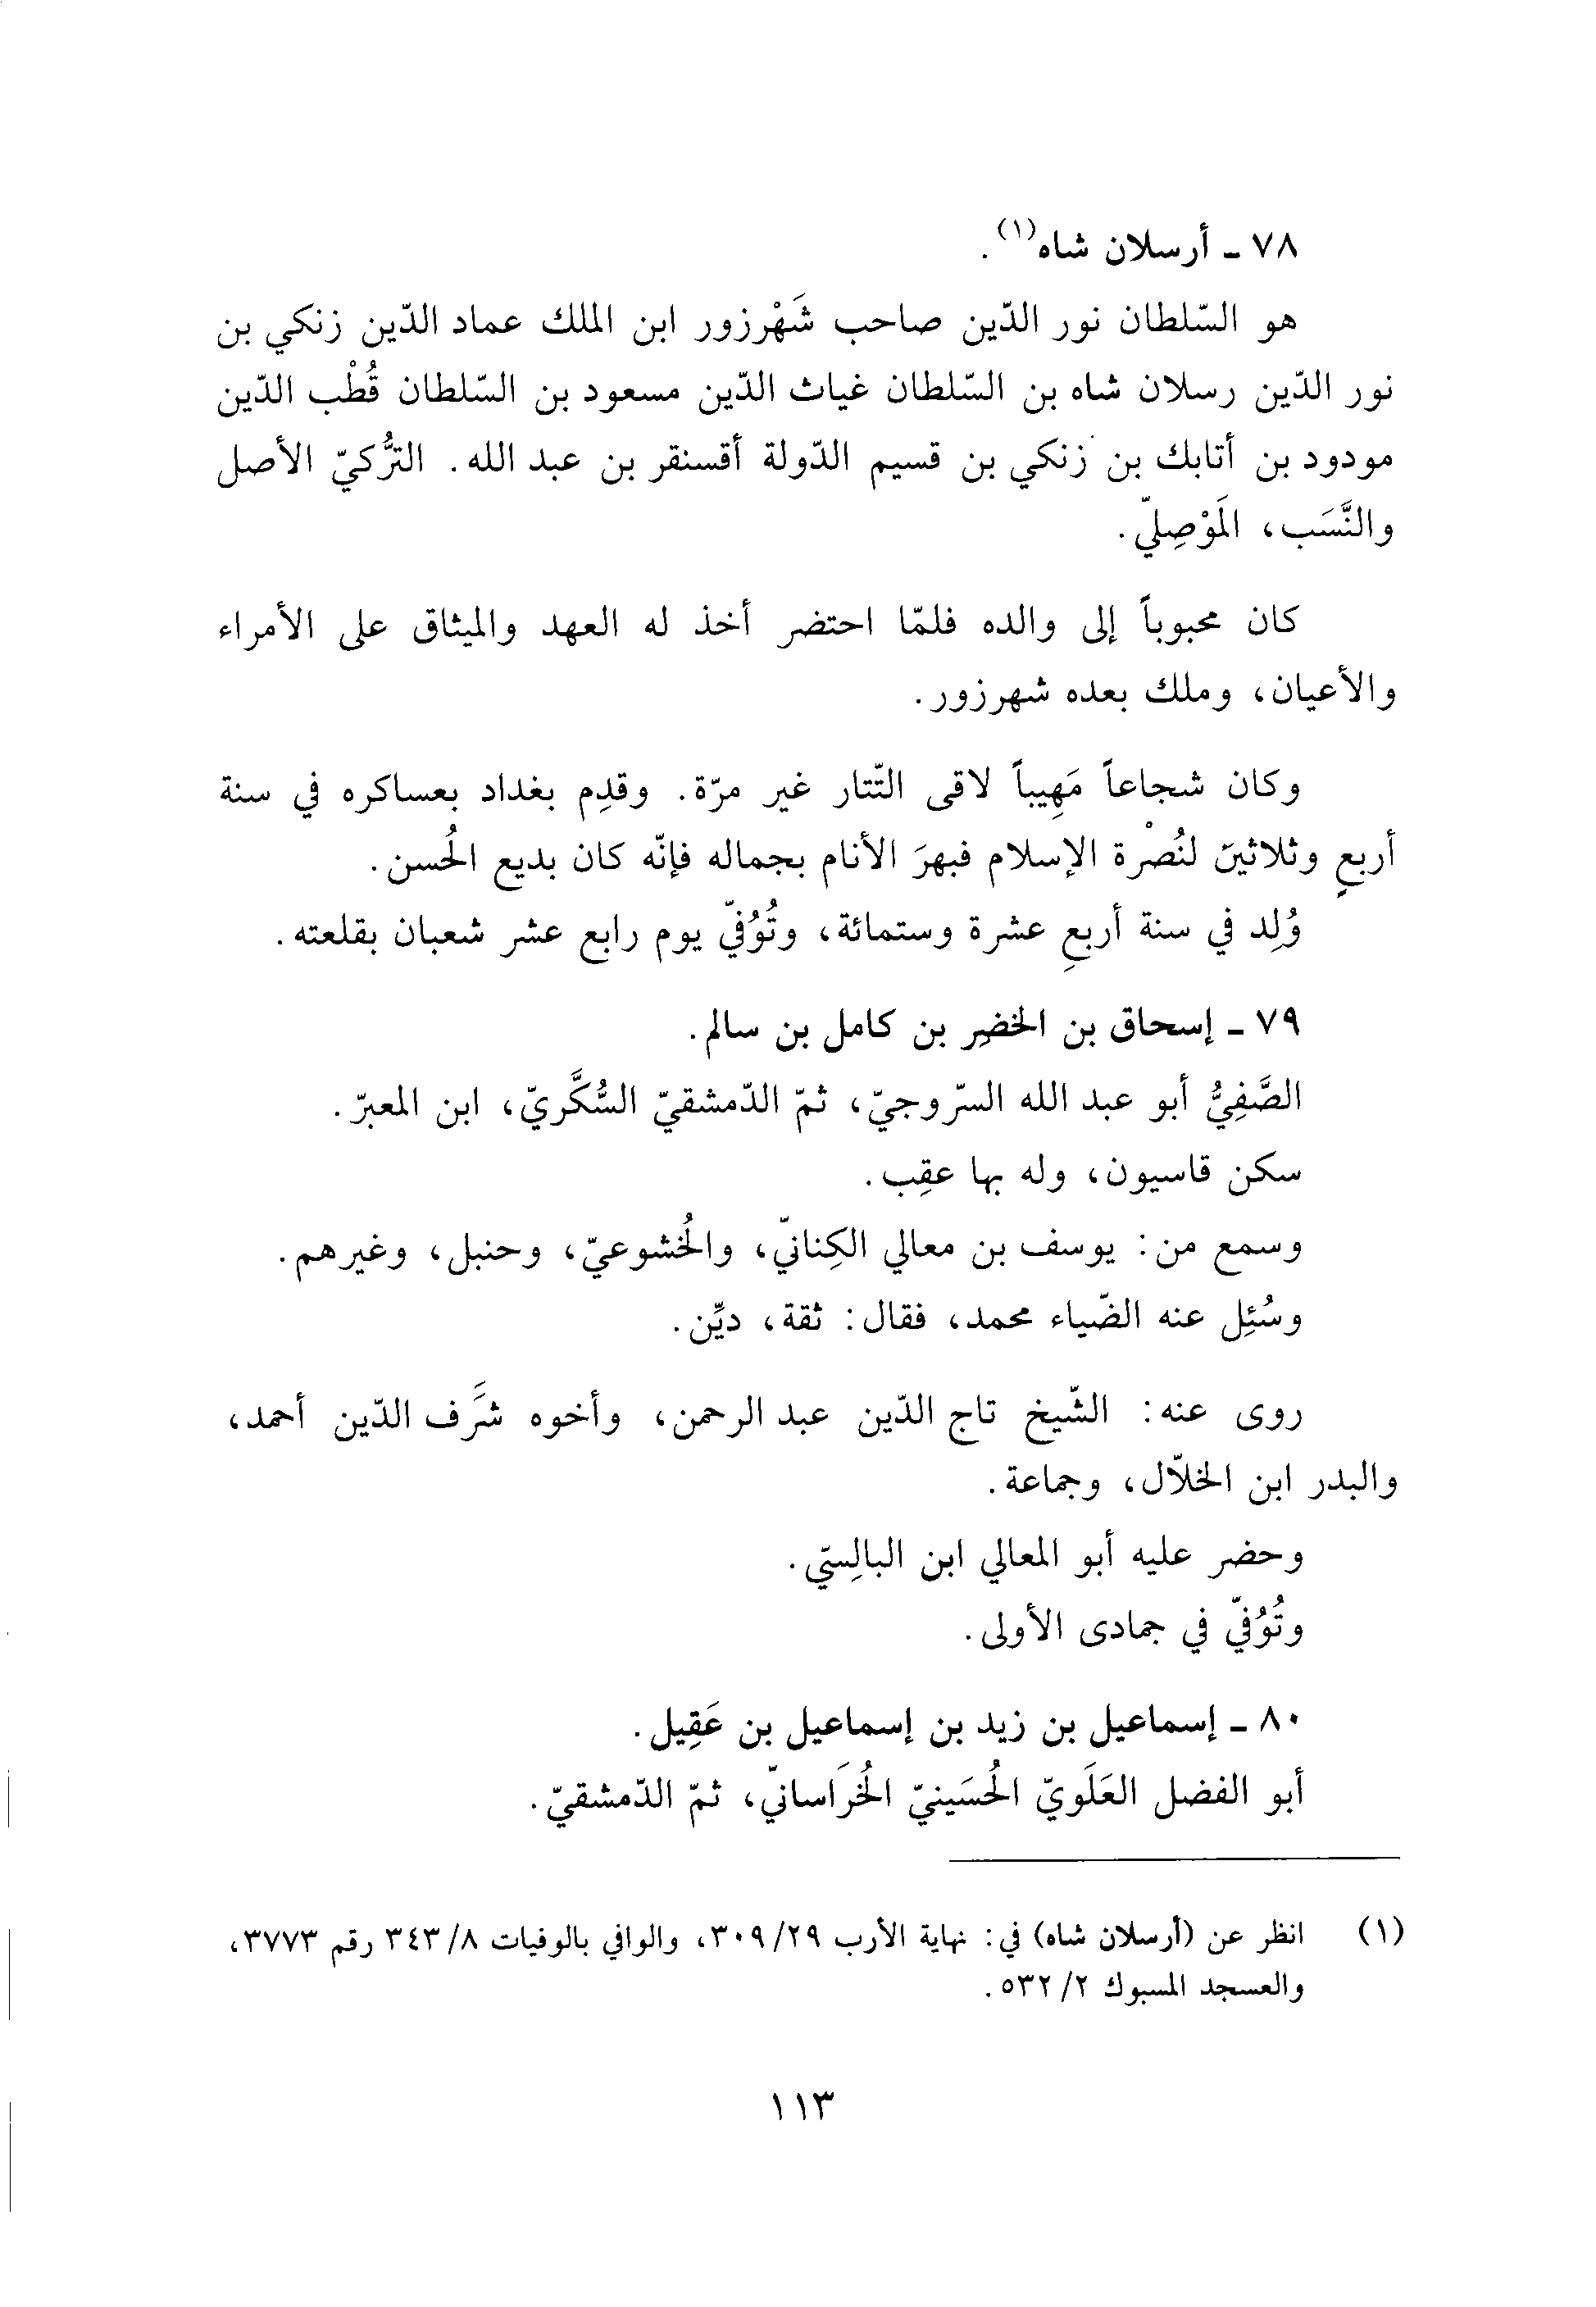 ٧٨ - أرسلان شاه(١).
هو السّلطان نور الدّين صاحب شَهْرزور ابن الملك عماد الدّين زنكي بن
نور الدّين رسلان شاه بن السّلطان غياث الدّين مسعود بن السّلطان قُطْب الدّين
مودود بن أتابك بن زنكي بن قسيم الدّولة أقسنقر بن عبد الله. التُّركيّ الأصل
والنَّسَب، المَوْصِليّ.
كان محبوباً إلى والده فلمّا احتضر أخذ له العهد والميثاق على الأمراء
والأعيان، وملك بعده شهرزور.
وكان شجاعاً مَهِيباً لاقى التّتار غير مرّة. وقدِم بغداد بعساكره في سنة
أربعٍ وثلاثين لنُصْرة الإسلام فبهرَ الأنام بجماله فإنّه كان بديع الحُسن.
وُلِد في سنة أربعِ عشرة وستمائة، وتُوُفّي يوم رابع عشر شعبان بقلعته.
٧٩ - إسحاق بن الخضِر بن كامل بن سالم.
الصَّفِيُّ أبو عبد الله السّروجيّ، ثمّ الدّمشقيّ السُّكَّريّ، ابن المعبرّ.
سكن قاسيون، وله بها عقِب.
وسمع من: يوسف بن معالي الكِنانيّ، والخُشوعيّ، وحنبل، وغيرهم.
وسُئِل عنه الضّياء محمد، فقال: ثقة، ديِّن.
روى عنه: الشّيخ تاج الدّين عبد الرحمن، وأخوه شَرَف الدّين أحمد،
والبدر ابن الخلاّل، وجماعة.
وحضر عليه أبو المعالي ابن البالِسيّ.
وتُوُفّي في جمادى الأولى.
٨٠ - إسماعيل بن زيد بن إسماعيل بن عَقِيل.
أبو الفضل العَلَويّ الحُسَينيّ الخُرَاسانيّ، ثمّ الدّمشقيّ.
(١) انظر عن (أرسلان شاه) في: نهاية الأرب ٢٩/ ٣٠٩، والوافي بالوفيات ٨/ ٣٤٣ رقم ٣٧٧٣،
والعسجد المسبوك ٢/ ٥٣٢.
١١٣